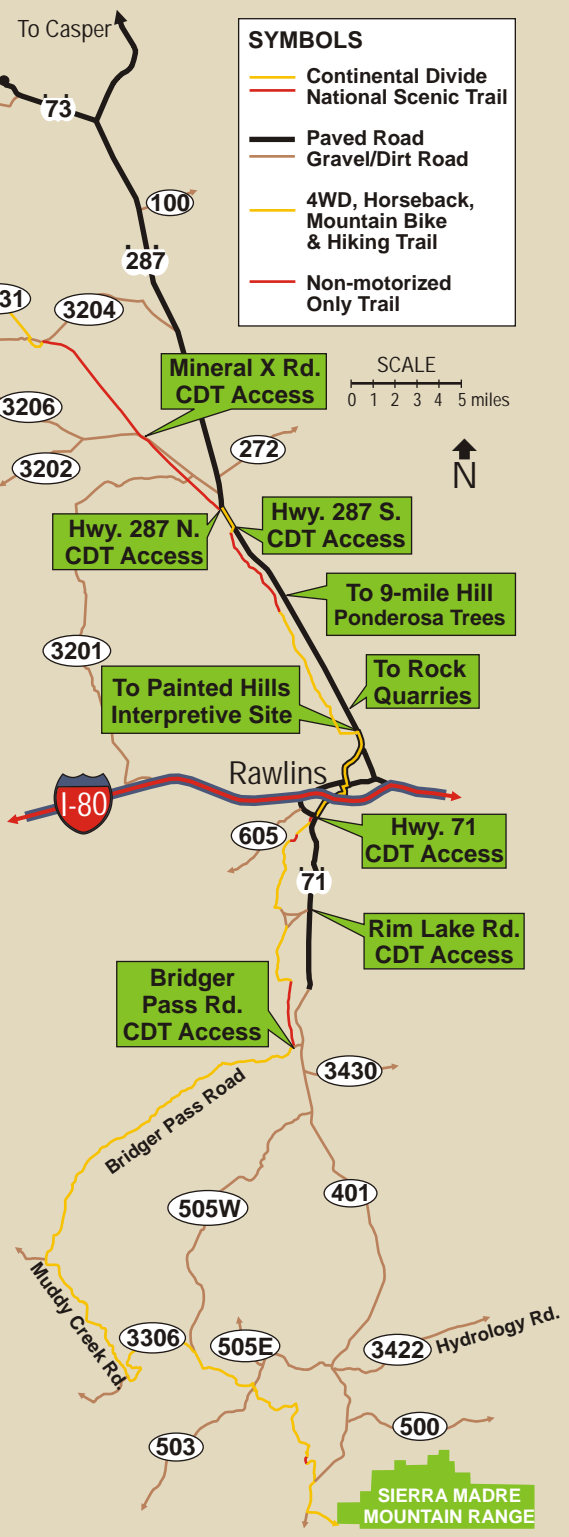 To Casper
SYMBOLS
Continental Divide
National Scenic Trail
Paved Road
Gravel/Dirt Road
4WD, Horseback,
Mountain Bike
& Hiking Trail
Non-motorized
Only Trail
73
100
287
31
3204
Mineral X Rd.
CDT Access
SCALE
0 1 2 3 4 5 miles
N
3206
3202
272
Hwy. 287 N.
CDT Access
Hwy. 287 S.
CDT Access
To 9-mile Hill
Ponderosa Trees
3201
To Rock
Quarries
To Painted Hills
Interpretive Site
Rawlins
I-80
605
Hwy. 71
CDT Access
71
Rim Lake Rd.
CDT Access
Bridger
Pass Rd.
CDT Access
3430
Bridger Pass Road
505W
401
Muddy Creek Rd.
3306
505E
3422
Hydrology Rd.
503
500
SIERRA MADRE
MOUNTAIN RANGE